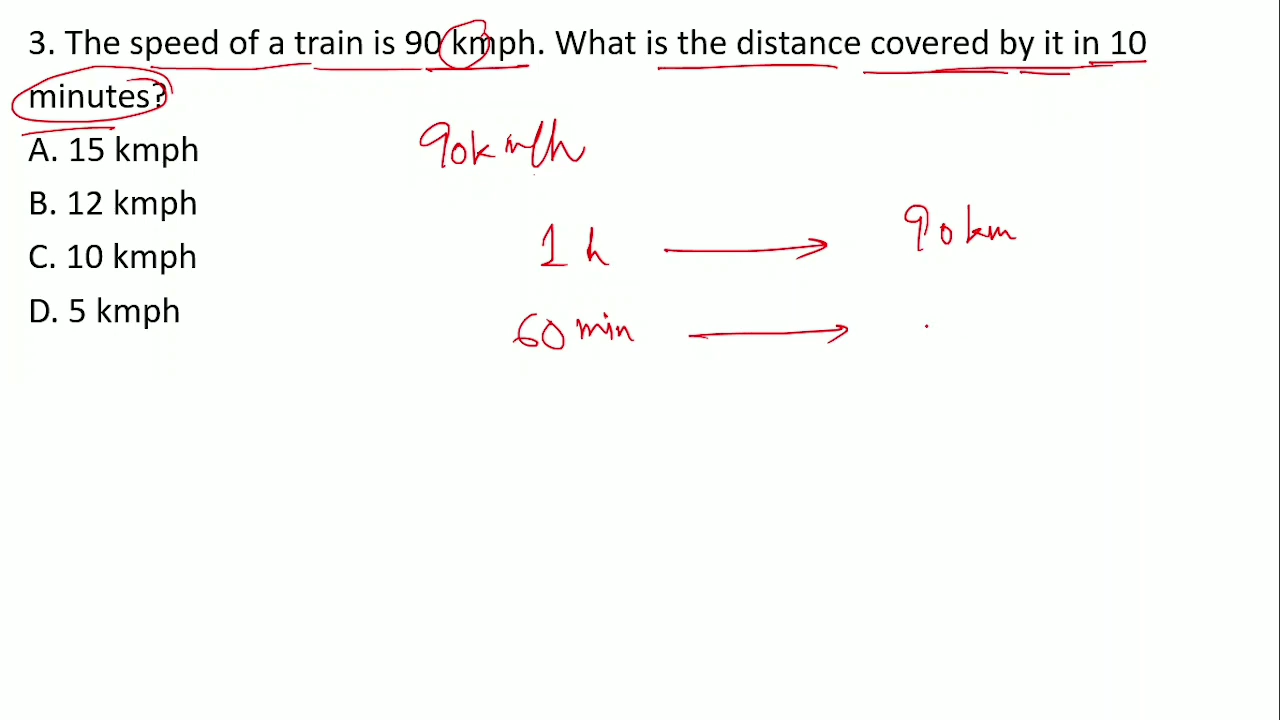 3. The speed of a train is 90 kmph. What is the distance covered by it in 10
minutes?
A. 15 kmph
B. 12 kmph
C. 10 kmph
D. 5 kmph
90km/h
1 h → 90 km
60 min →